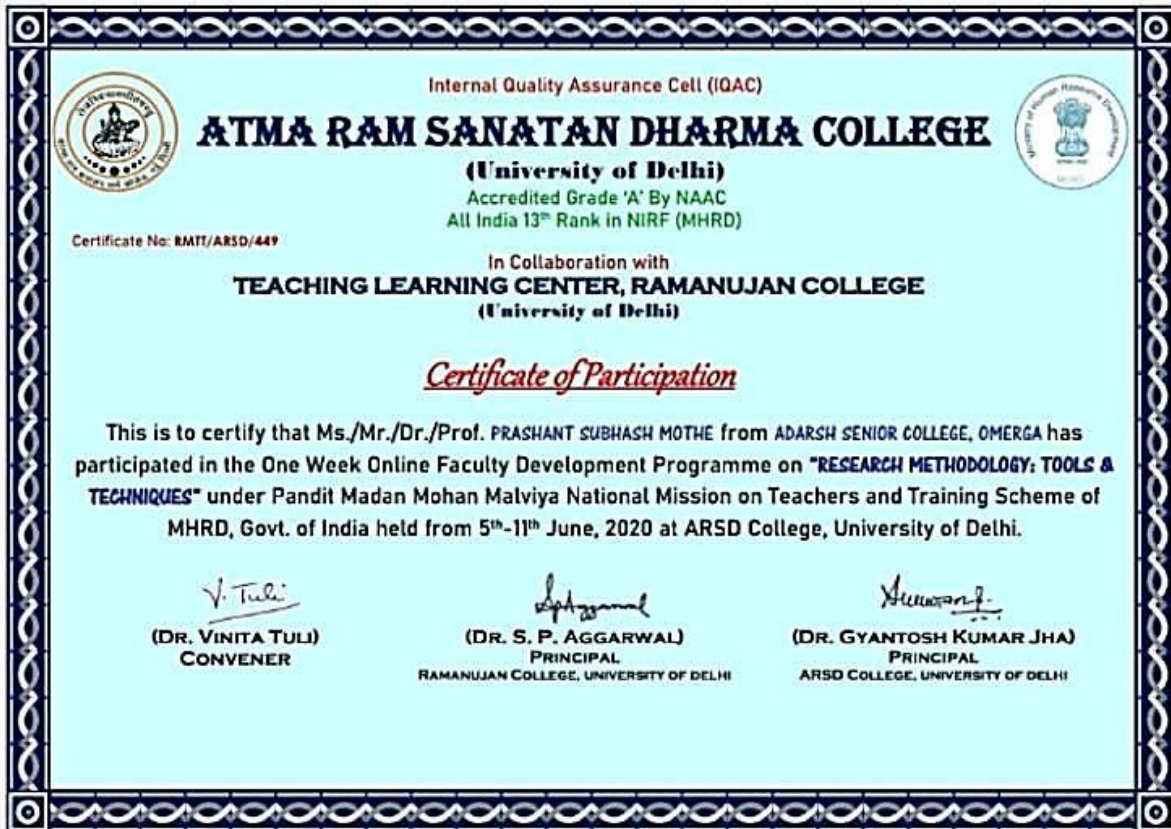 Internal Quality Assurance Cell (IQAC)
ATMA RAM SANATAN DHARMA COLLEGE
(University of Delhi)
Accredited Grade 'A' By NAAC
All India 13th Rank in NIRF (MHRD)
Certificate No: RMTT/ARSD/449
In Collaboration with
TEACHING LEARNING CENTER, RAMANUJAN COLLEGE
(University of Delhi)
Certificate of Participation
This is to certify that Ms./Mr./Dr./Prof. PRASHANT SUBHASH MOTHE from ADARSH SENIOR COLLEGE, OMERGA has
participated in the One Week Online Faculty Development Programme on "RESEARCH METHODOLOGY: TOOLS &
TECHNIQUES" under Pandit Madan Mohan Malviya National Mission on Teachers and Training Scheme of
MHRD, Govt. of India held from 5th-11th June, 2020 at ARSD College, University of Delhi.
V. Tuli
(DR. VINITA TULI)
CONVENER
SpAggarwal
(DR. S. P. AGGARWAL)
PRINCIPAL
RAMANUJAN COLLEGE, UNIVERSITY OF DELHI
(DR. GYANTOSH KUMAR JHA)
PRINCIPAL
ARSD COLLEGE, UNIVERSITY OF DELHI
Ministry of Human Resource Development